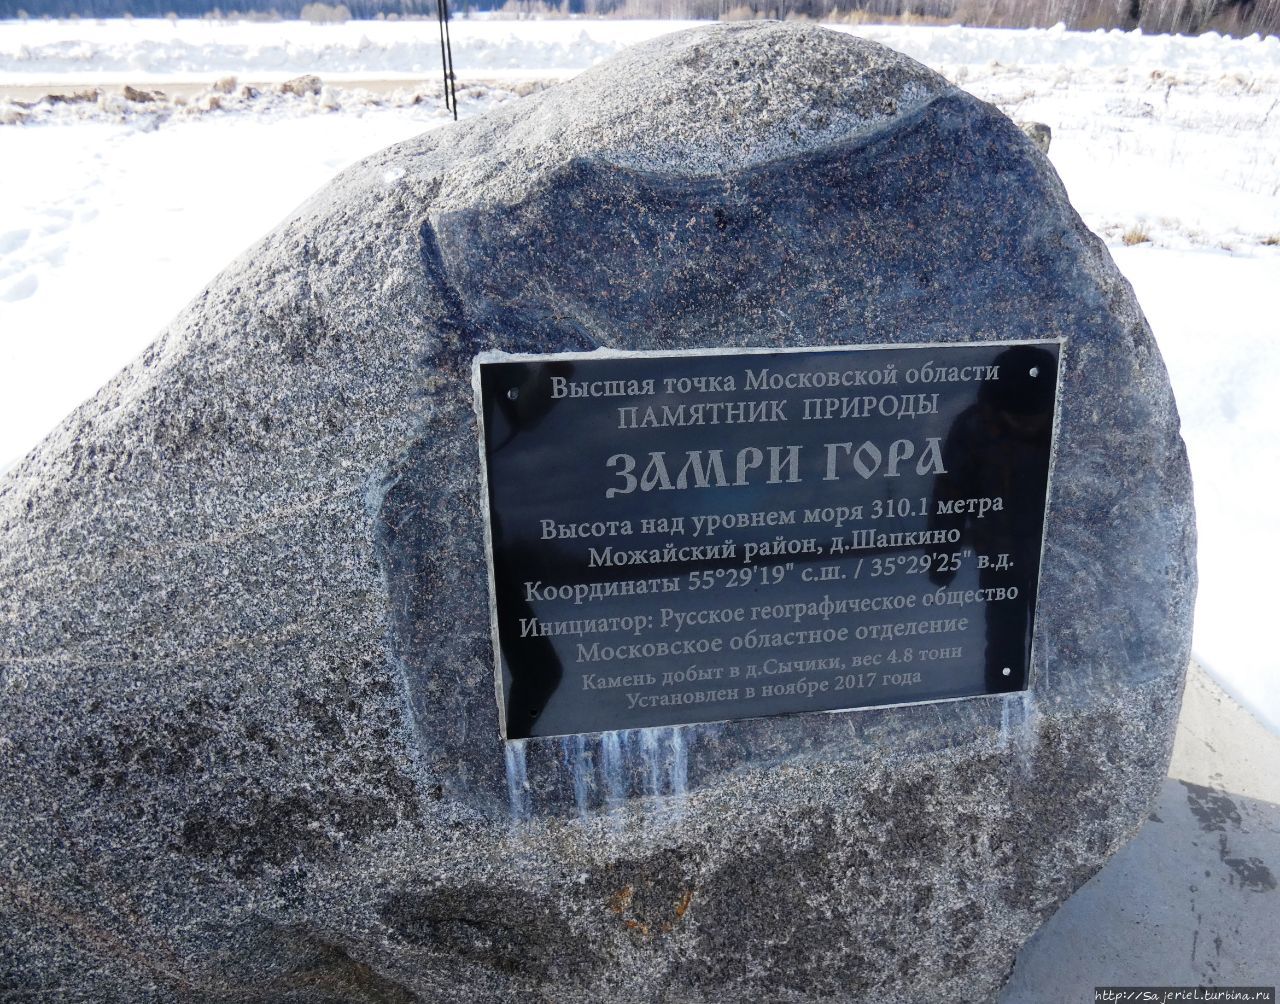 Высшая точка Московской области
ПАМЯТНИК ПРИРОДЫ
ЗАМРИ ГОРА
Высота над уровнем моря 310.1 метра
Можайский район, д.Шапкино
Координаты 55°29'19" с.ш. / 35°29'25" в.д.
Инициатор: Русское географическое общество
Московское областное отделение
Камень добыт в д.Сычики, вес 4.8 тонн
Установлен в ноябре 2017 года
http://sajeriel.turbina.ru